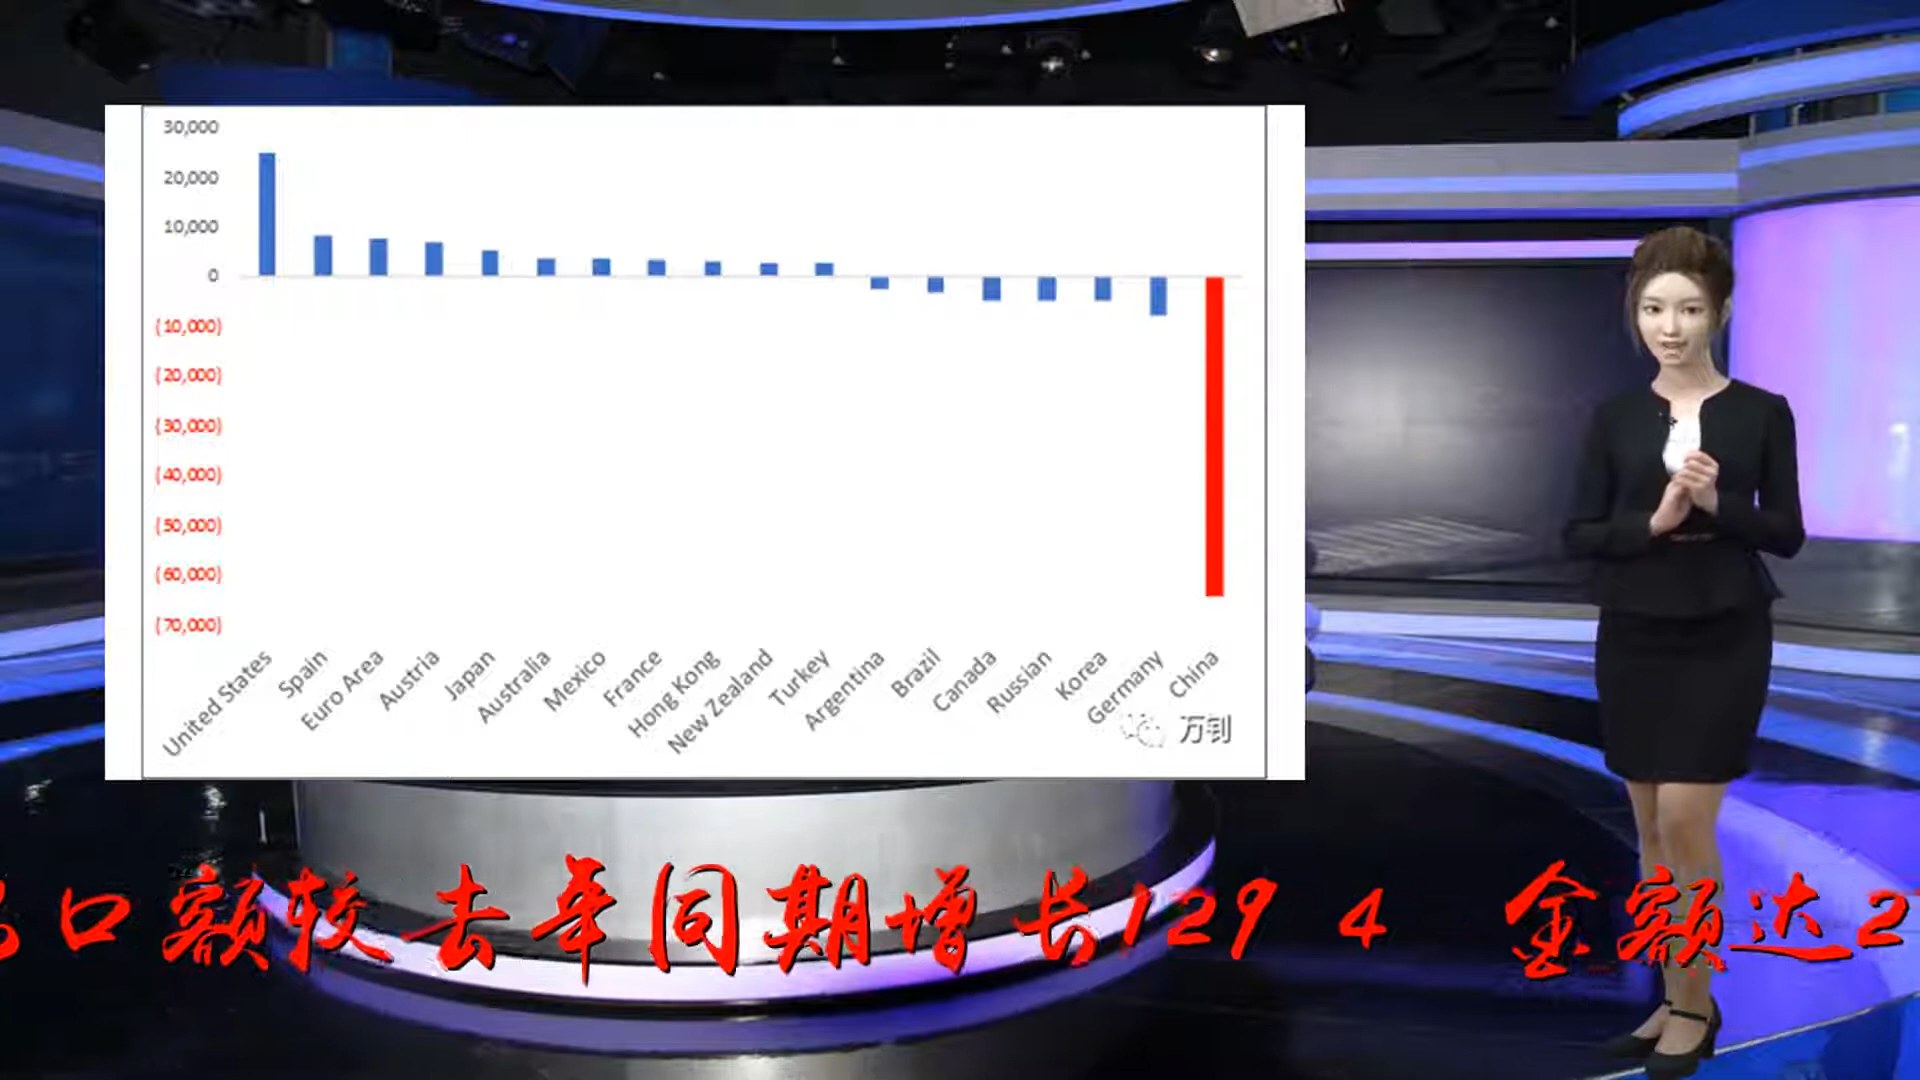 30,000
20,000
10,000
0
(10,000)
(20,000)
(30,000)
(40,000)
(50,000)
(60,000)
(70,000)
United States
Spain
Euro Area
Austria
Japan
Australia
Mexico
France
Hong Kong
New Zealand
Turkey
Argentina
Brazil
Canada
Russian
Korea
Germany
China
万钊
口额较去年同期增长129 4 金额达2